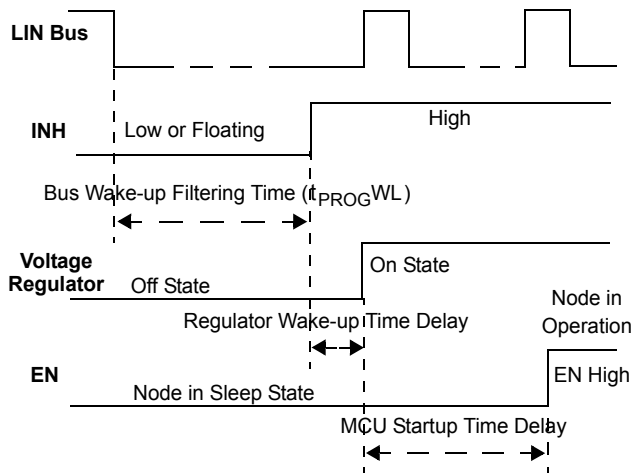 LIN Bus
INH
Low or Floating
High
Bus Wake-up Filtering Time (tPROGWL)
Voltage
Regulator
Off State
On State
Regulator Wake-up Time Delay
Node in
Operation
EN
Node in Sleep State
EN High
MCU Startup Time Delay